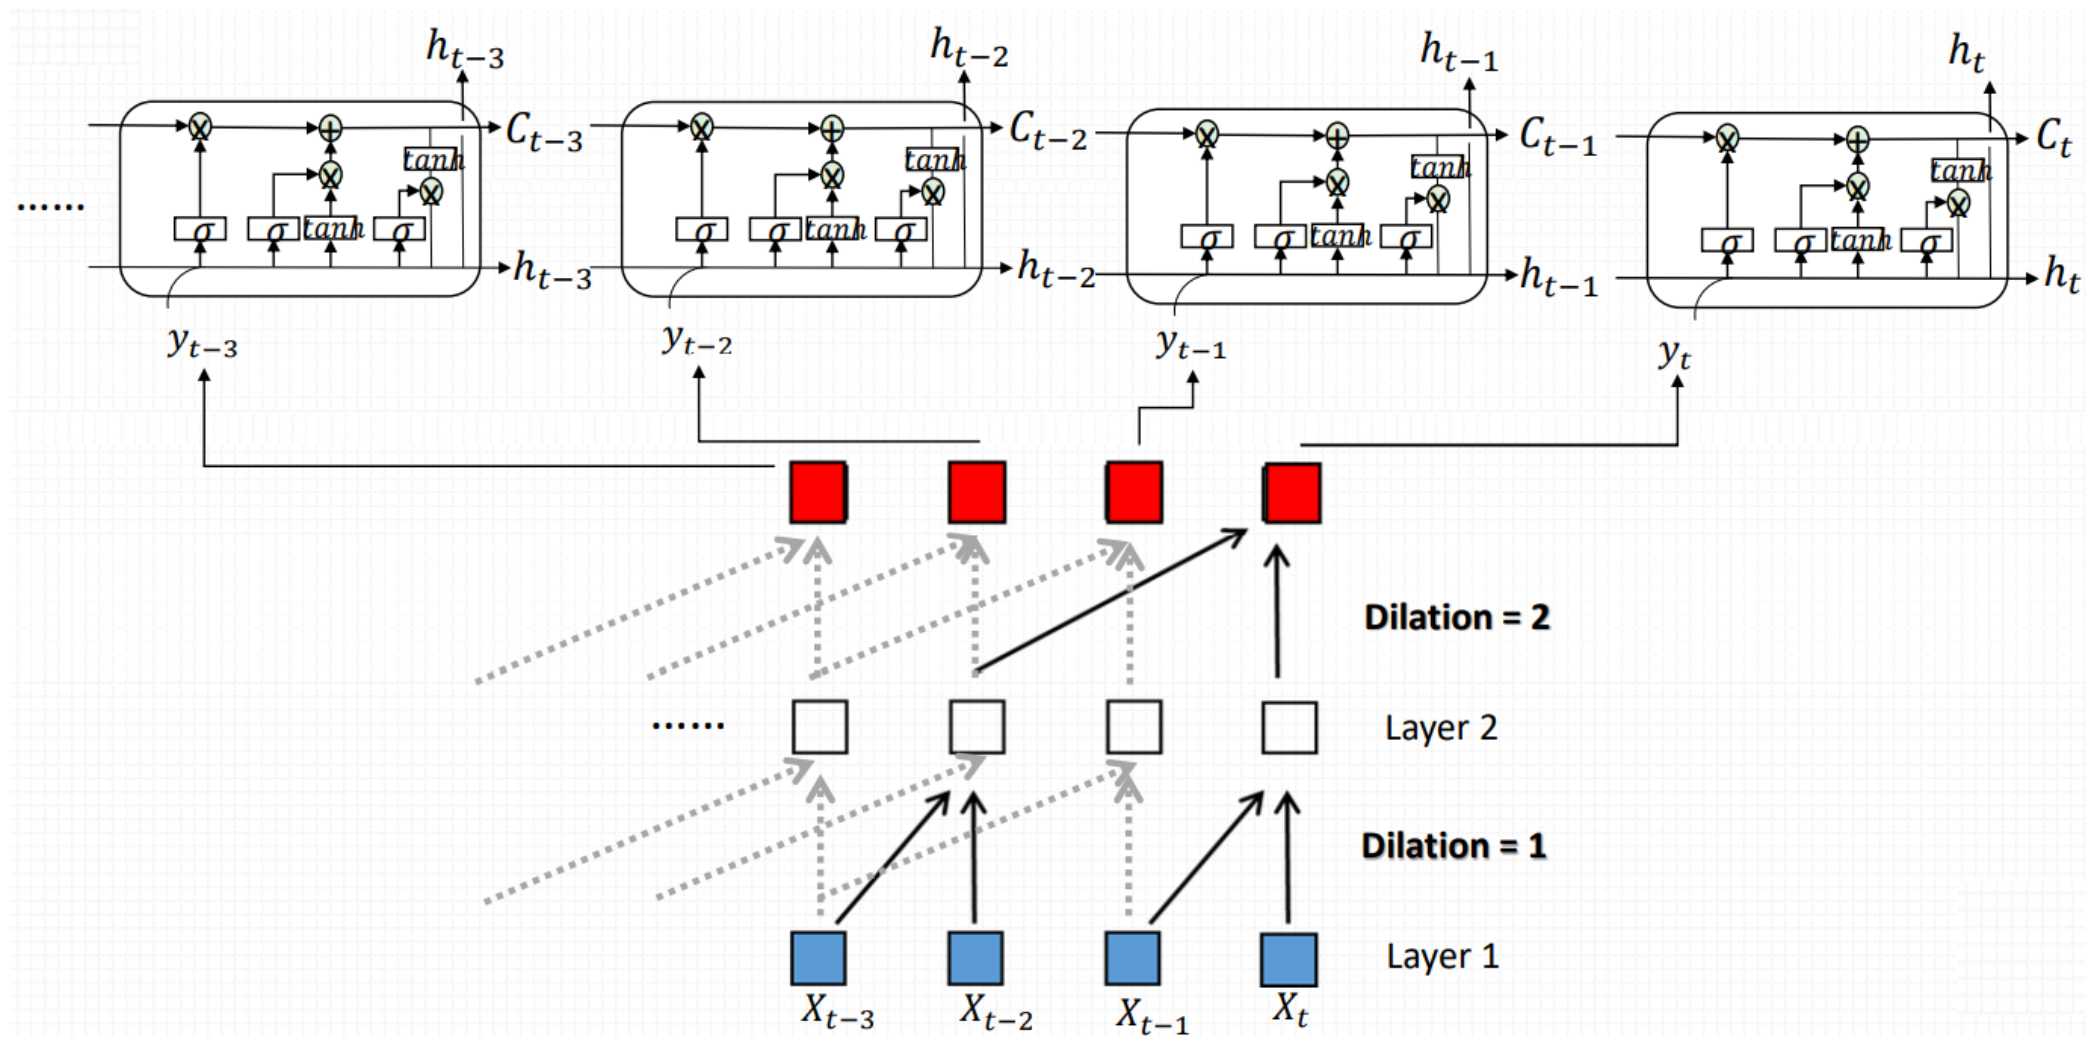 h_{t-3} h_{t-2} h_{t-1} h_t
x + C_{t-3} x + C_{t-2} x + C_{t-1} x + C_t
x tanh x x tanh x x tanh x x tanh x
......
σ σ tanh σ σ σ tanh σ σ σ tanh σ σ σ tanh σ
h_{t-3} h_{t-2} h_{t-1} h_t
y_{t-3} y_{t-2} y_{t-1} y_t
Dilation = 2
...... Layer 2
Dilation = 1
Layer 1
X_{t-3} X_{t-2} X_{t-1} X_t